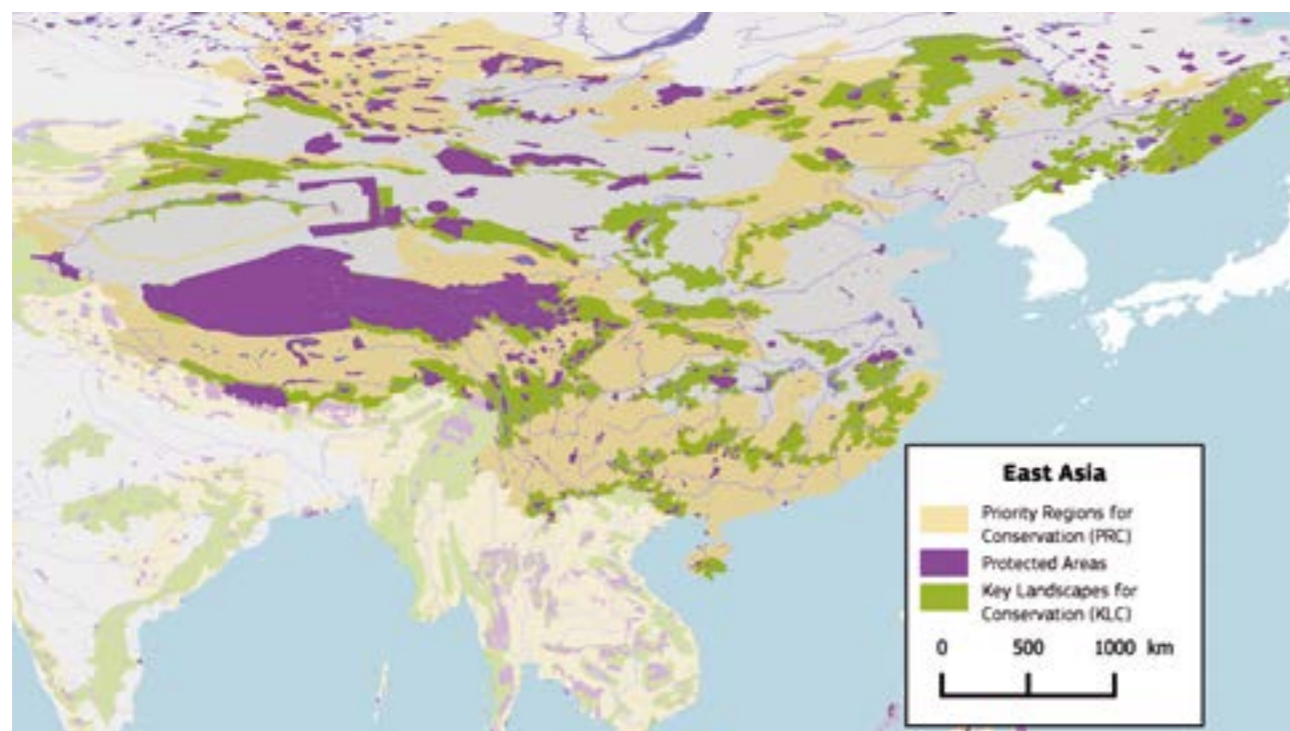 East Asia
Priority Regions for
Conservation (PRC)
Protected Areas
Key Landscapes for
Conservation (KLC)
0 500 1000 km